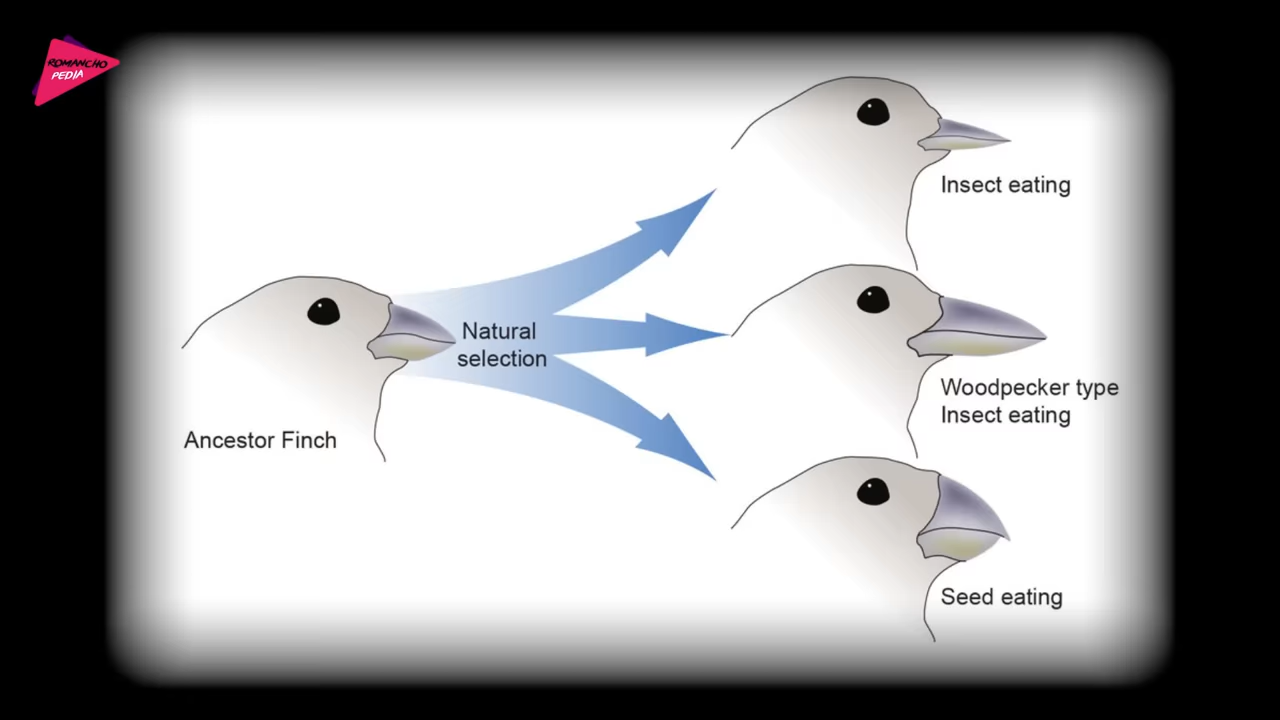 ROMANCHO
PEDIA
Insect eating
Natural
selection
Woodpecker type
Insect eating
Ancestor Finch
Seed eating